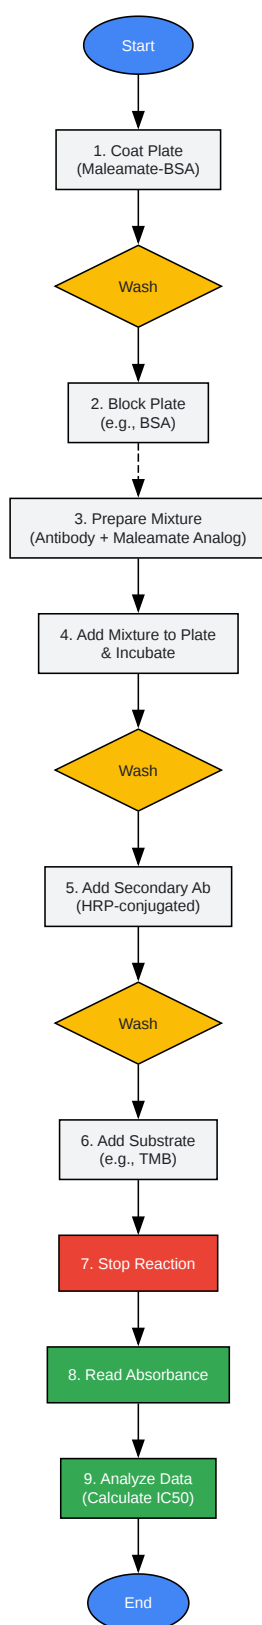 Start
1. Coat Plate
(Maleamate-BSA)
Wash
2. Block Plate
(e.g., BSA)
3. Prepare Mixture
(Antibody + Maleamate Analog)
4. Add Mixture to Plate
& Incubate
Wash
5. Add Secondary Ab
(HRP-conjugated)
Wash
6. Add Substrate
(e.g., TMB)
7. Stop Reaction
8. Read Absorbance
9. Analyze Data
(Calculate IC50)
End